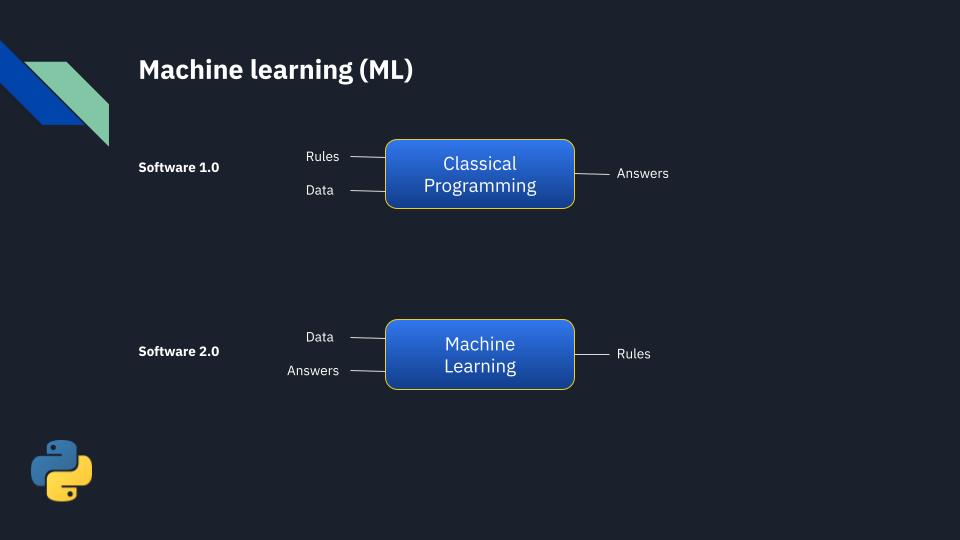 Machine learning (ML)
Software 1.0
Rules
Data
Classical
Programming
Answers
Software 2.0
Data
Answers
Machine
Learning
Rules